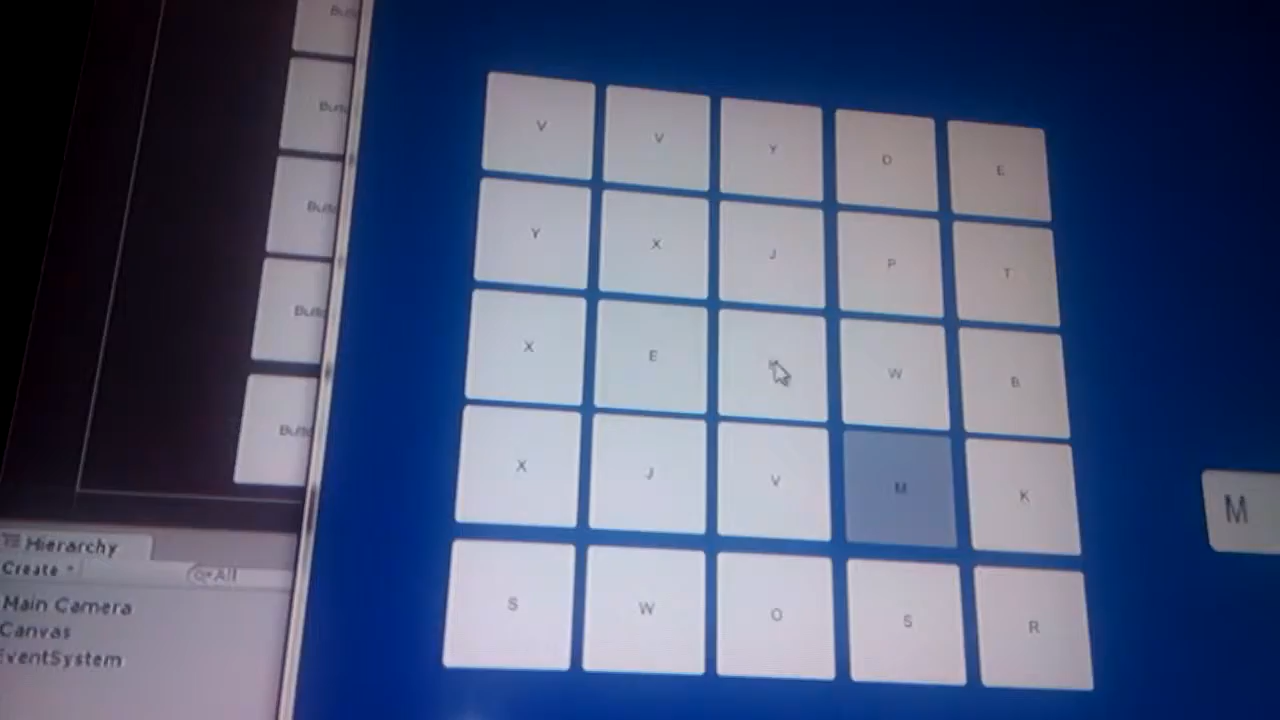 V V Y D E
Y X J P T
X E W B
X J V M K
S W O S R
M
Hierarchy
Create
All
Main Camera
Canvas
EventSystem